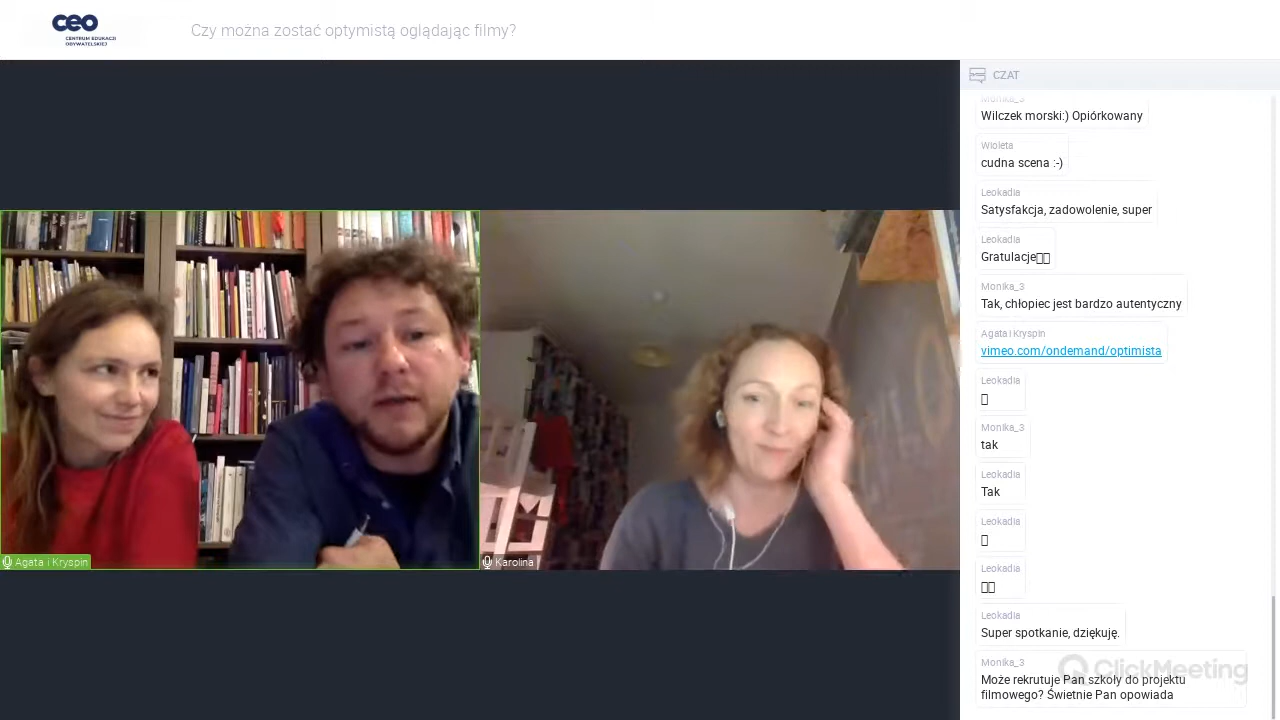 ceo
CENTRUM EDUKACJI
OBYWATELSKIEJ
Czy można zostać optymistą oglądając filmy?
CZAT
Monika_3
Wilczek morski:) Opiórkowany
Wioleta
cudna scena :-)
Leokadia
Satysfakcja, zadowolenie, super
Leokadia
Gratulacje
Monika_3
Tak, chłopiec jest bardzo autentyczny
Agata i Kryspin
vimeo.com/ondemand/optimista
Leokadia
Monika_3
tak
Leokadia
Tak
Leokadia
Leokadia
Leokadia
Super spotkanie, dziękuję.
Monika_3
Może rekrutuje Pan szkoły do projektu
filmowego? Świetnie Pan opowiada
ClickMeeting
Agata i Kryspin
Karolina